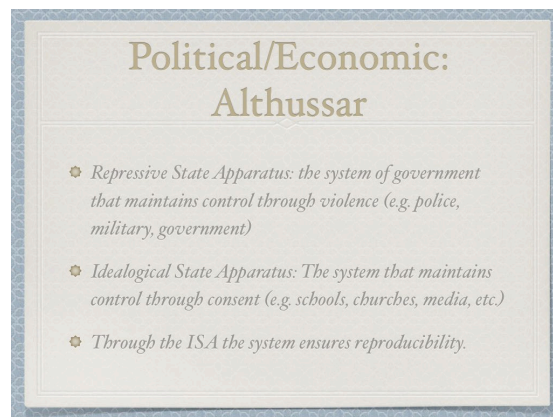 Political/Economic:
Althussar
Repressive State Apparatus: the system of government
that maintains control through violence (e.g. police,
military, government)
Idealogical State Apparatus: The system that maintains
control through consent (e.g. schools, churches, media, etc.)
Through the ISA the system ensures reproducibility.